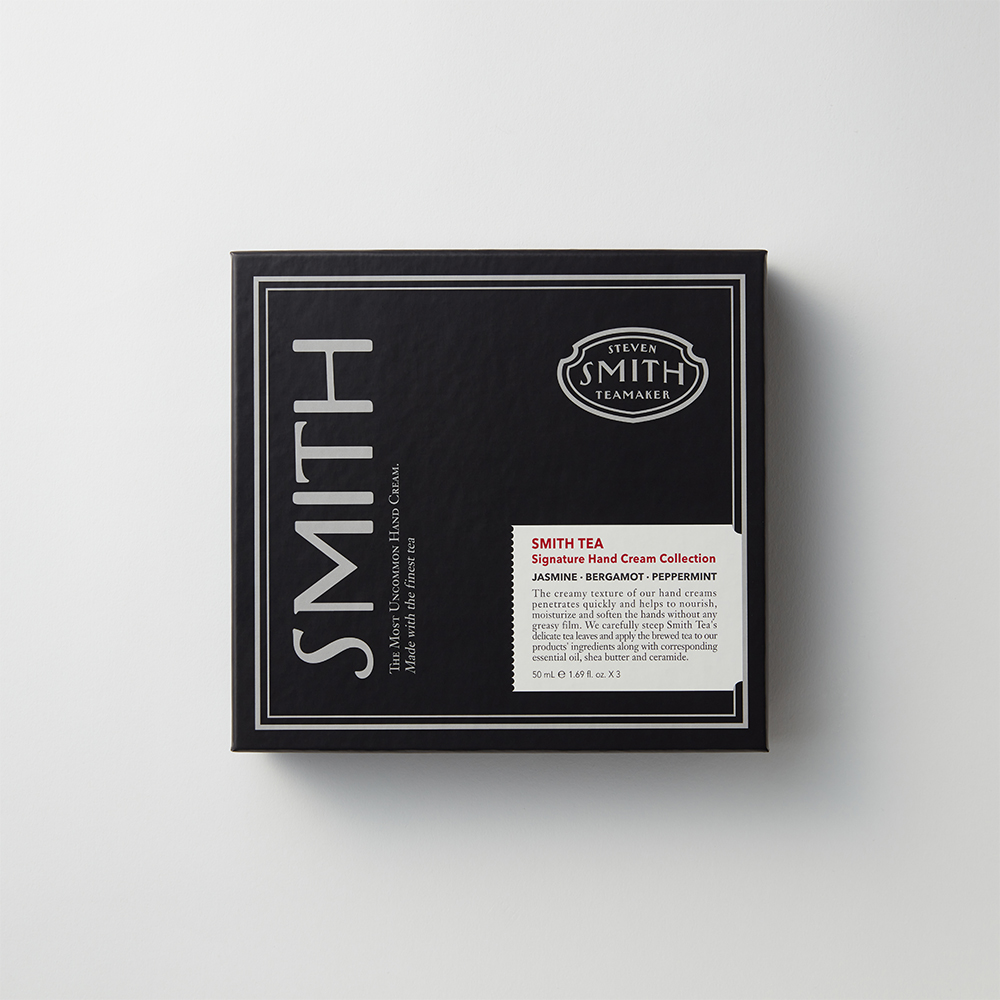 SMITH
The Most Uncommon Hand Cream.
Made with the finest tea
STEVEN
SMITH
TEAMAKER
SMITH TEA
Signature Hand Cream Collection
JASMINE · BERGAMOT · PEPPERMINT
The creamy texture of our hand creams
penetrates quickly and helps to nourish,
moisturize and soften the hands without any
greasy film. We carefully steep Smith Tea's
delicate tea leaves and apply the brewed tea to our
products' ingredients along with corresponding
essential oil, shea butter and ceramide.
50 mL ℮ 1.69 fl. oz. X 3